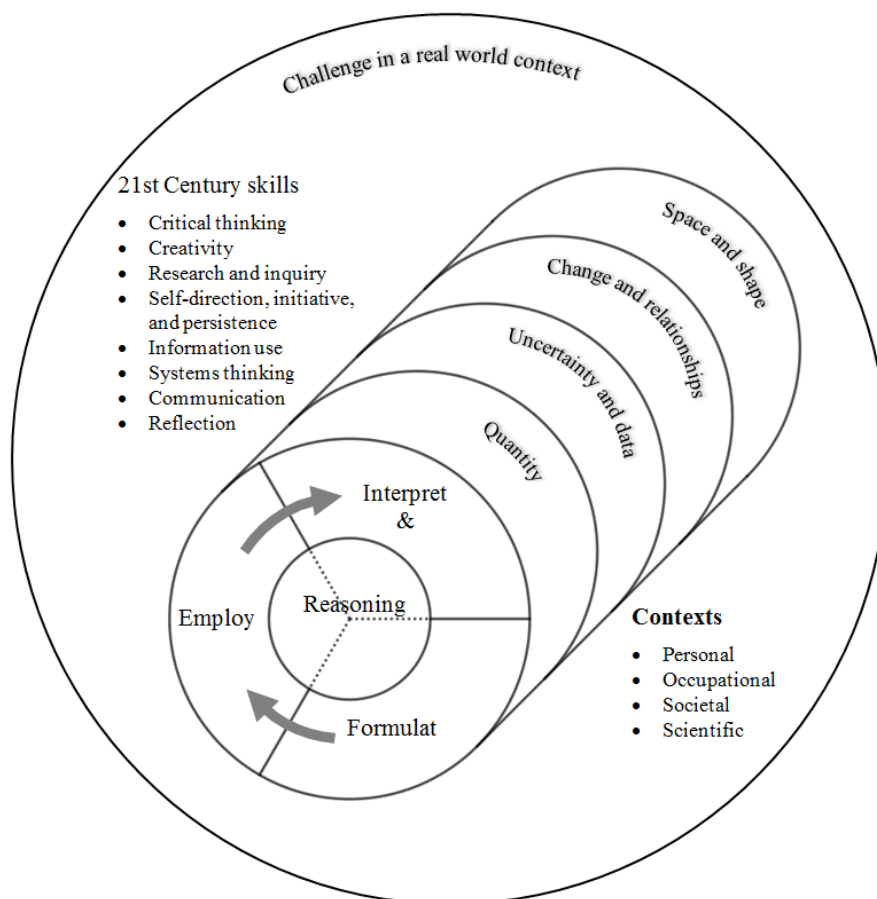 Challenge in a real world context
21st Century skills
• Critical thinking
• Creativity
• Research and inquiry
• Self-direction, initiative,
and persistence
• Information use
• Systems thinking
• Communication
• Reflection
Space and shape
Change and relationships
Uncertainty and data
Quantity
Interpret
&
Reasoning
Employ
Formulat
Contexts
• Personal
• Occupational
• Societal
• Scientific